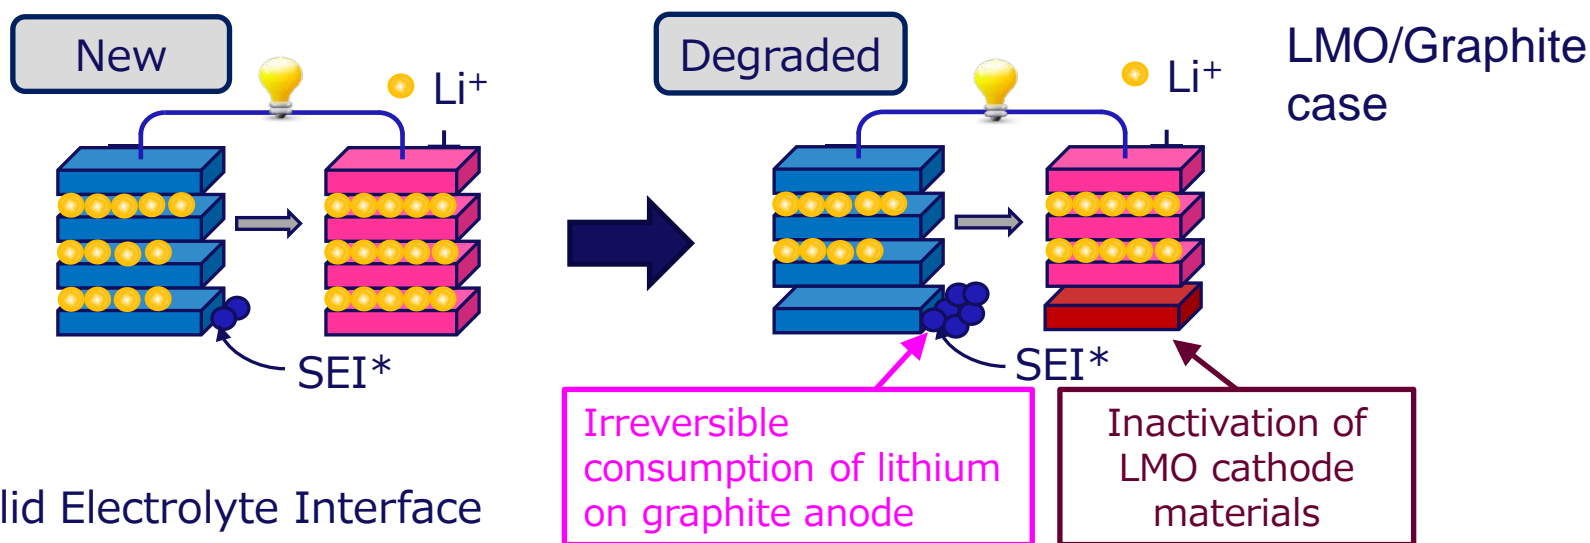 New
Li⁺
SEI*
Degraded
Li⁺
SEI*
LMO/Graphite
case
Irreversible
consumption of lithium
on graphite anode
Inactivation of
LMO cathode
materials
lid Electrolyte Interface